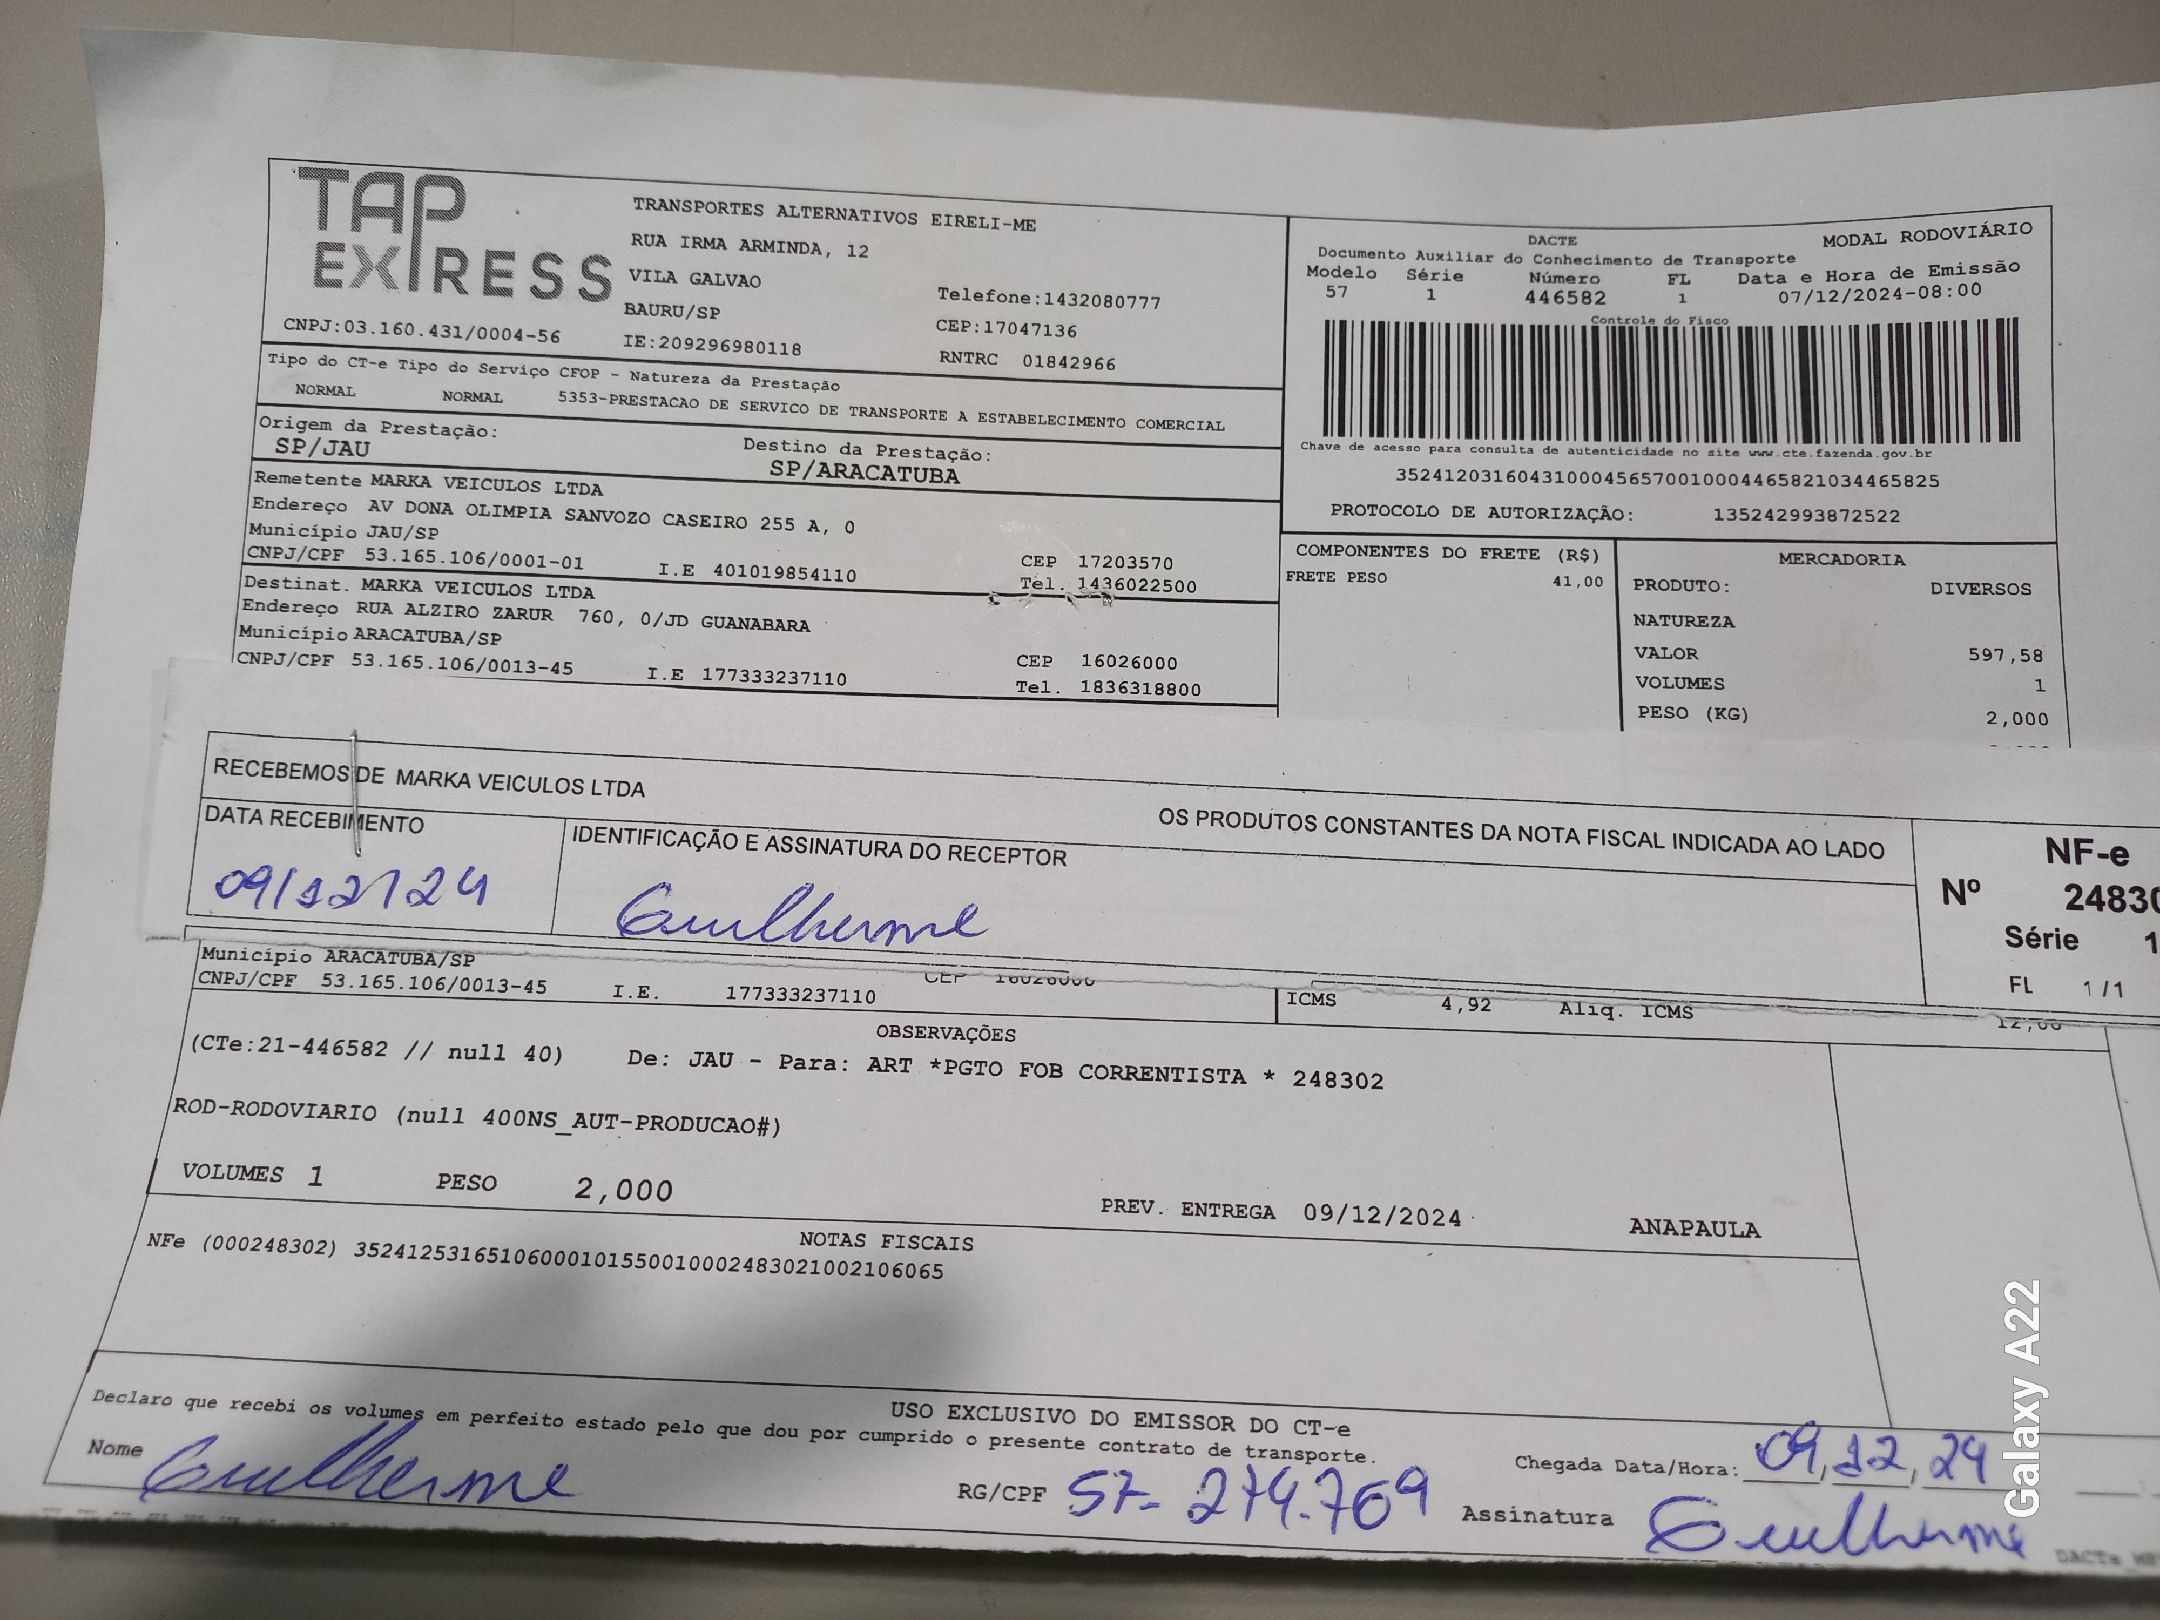 TAP
EXPRESS
TRANSPORTES ALTERNATIVOS EIRELI-ME
RUA IRMA ARMINDA, 12
VILA GALVAO
BAURU/SP
Telefone:1432080777
CEP:17047136
CNPJ:03.160.431/0004-56
IE:209296980118
RNTRC 01842966
DACTE
MODAL RODOVIÁRIO
Documento Auxiliar do Conhecimento de Transporte
Modelo Série Número FL Data e Hora de Emissão
57 1 446582 1 07/12/2024-08:00
Controle do Fisco
Chave de acesso para consulta de autenticidade no site www.cte.fazenda.gov.br
35241203160431000456570010004465821034465825
PROTOCOLO DE AUTORIZAÇÃO: 135242993872522
Tipo do CT-e Tipo do Serviço CFOP - Natureza da Prestação
NORMAL NORMAL 5353-PRESTACAO DE SERVICO DE TRANSPORTE A ESTABELECIMENTO COMERCIAL
Origem da Prestação: Destino da Prestação:
SP/JAU SP/ARACATUBA
Remetente MARKA VEICULOS LTDA
Endereço AV DONA OLIMPIA SANVOZO CASEIRO 255 A, 0
Município JAU/SP
CEP 17203570
CNPJ/CPF 53.165.106/0001-01 I.E 401019854110
Tel. 1436022500
Destinat. MARKA VEICULOS LTDA
Endereço RUA ALZIRO ZARUR 760, 0/JD GUANABARA
Município ARACATUBA/SP
CEP 16026000
CNPJ/CPF 53.165.106/0013-45 I.E 177333237110
Tel. 1836318800
COMPONENTES DO FRETE (R$)
FRETE PESO 41,00
MERCADORIA
PRODUTO: DIVERSOS
NATUREZA
VALOR 597,58
VOLUMES 1
PESO (KG) 2,000
RECEBEMOS DE MARKA VEICULOS LTDA
OS PRODUTOS CONSTANTES DA NOTA FISCAL INDICADA AO LADO
DATA RECEBIMENTO
09/12/24
IDENTIFICAÇÃO E ASSINATURA DO RECEPTOR
Guilherme
NF-e
Nº 24830
Série 1
FL 1/1
Município ARACATUBA/SP
CEP 16026000
CNPJ/CPF 53.165.106/0013-45 I.E. 177333237110
ICMS 4,92 Aliq. ICMS 12,00
OBSERVAÇÕES
(CTe:21-446582 // null 40) De: JAU - Para: ART *PGTO FOB CORRENTISTA * 248302
ROD-RODOVIARIO (null 400NS_AUT-PRODUCAO#)
VOLUMES 1 PESO 2,000
PREV. ENTREGA 09/12/2024 ANAPAULA
NOTAS FISCAIS
NFe (000248302) 35241253165106000101550010002483021002106065
USO EXCLUSIVO DO EMISSOR DO CT-e
Declaro que recebi os volumes em perfeito estado pelo que dou por cumprido o presente contrato de transporte.
Nome Guilherme
RG/CPF 57-274.769
Chegada Data/Hora: 09,12,24
Assinatura Guilherme
Galaxy A22